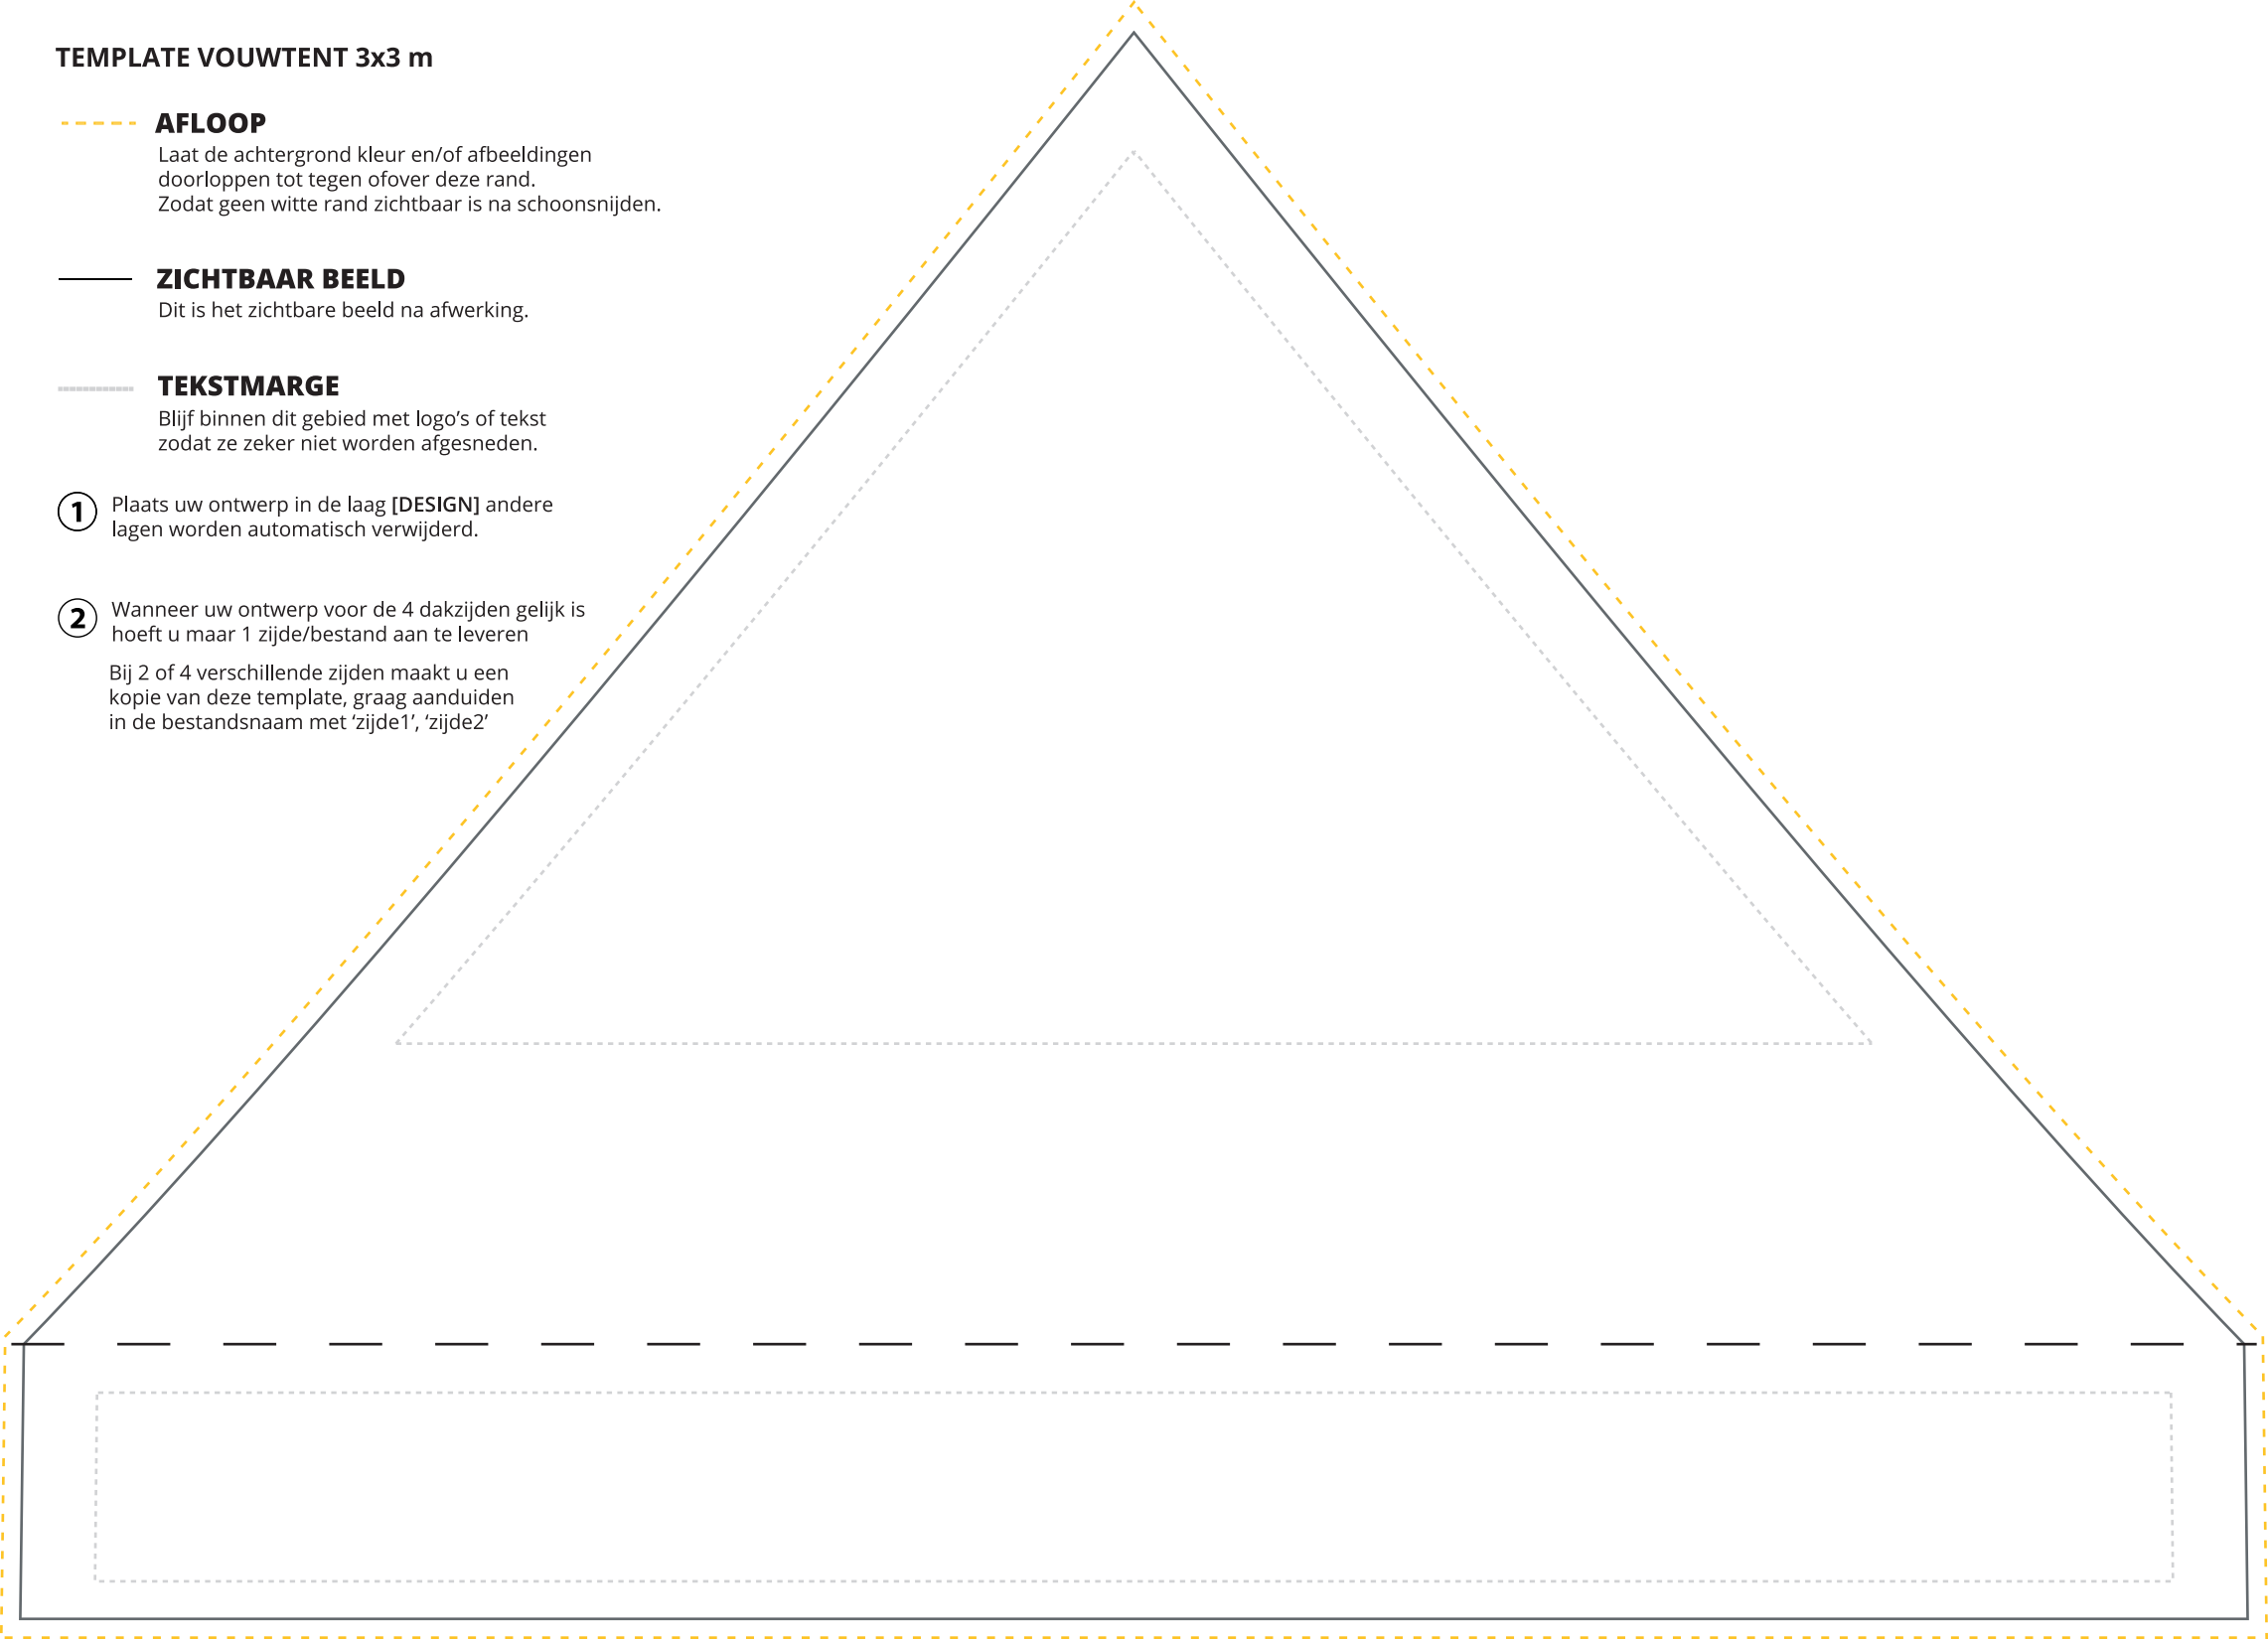 TEMPLATE VOUWTENT 3x3 m
AFLOOP
Laat de achtergrond kleur en/of afbeeldingen
doorloppen tot tegen ofover deze rand.
Zodat geen witte rand zichtbaar is na schoonsnijden.
ZICHTBAAR BEELD
Dit is het zichtbare beeld na afwerking.
TEKSTMARGE
Blijf binnen dit gebied met logo’s of tekst
zodat ze zeker niet worden afgesneden.
1 Plaats uw ontwerp in de laag [DESIGN] andere
lagen worden automatisch verwijderd.
2 Wanneer uw ontwerp voor de 4 dakzijden gelijk is
hoeft u maar 1 zijde/bestand aan te leveren
Bij 2 of 4 verschillende zijden maakt u een
kopie van deze template, graag aanduiden
in de bestandsnaam met ‘zijde1’, ‘zijde2’